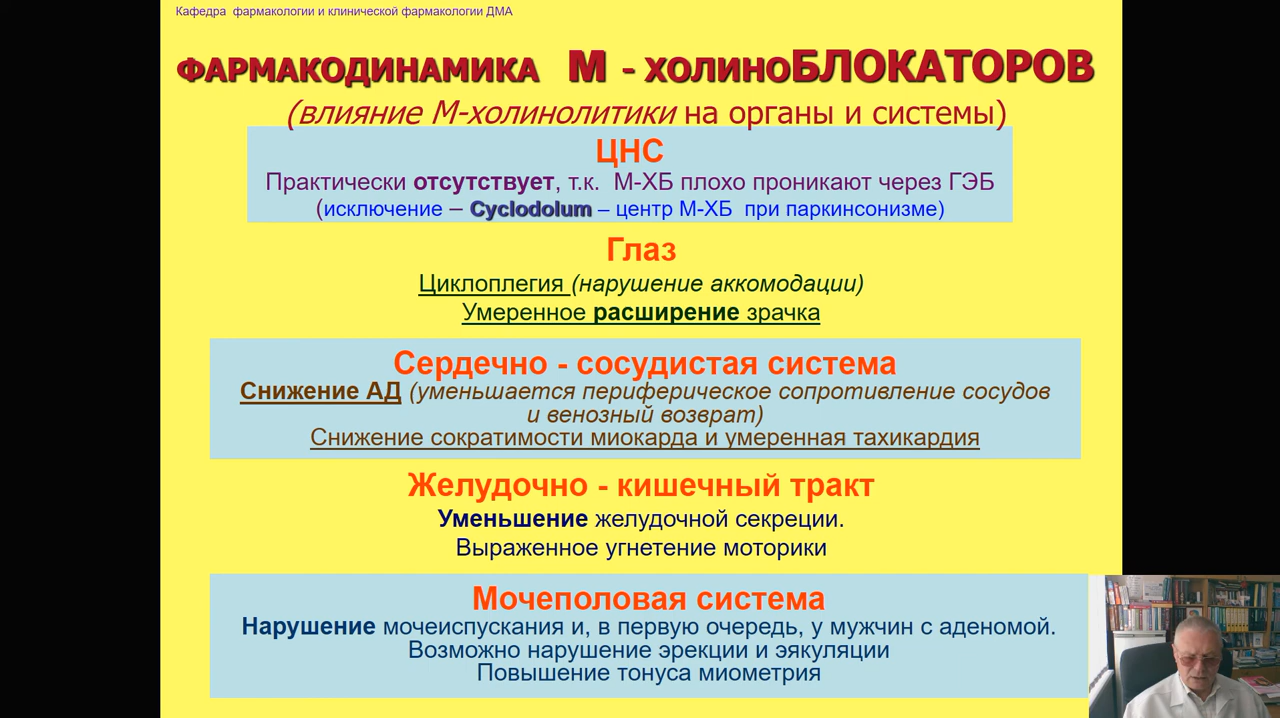 Кафедра фармакологии и клинической фармакологии ДМА
ФАРМАКОДИНАМИКА М - ХОЛИНОБЛОКАТОРОВ
(влияние М-холинолитики на органы и системы)
ЦНС
Практически отсутствует, т.к. М-ХБ плохо проникают через ГЭБ
(исключение – Cyclodolum – центр М-ХБ при паркинсонизме)
Глаз
Циклоплегия (нарушение аккомодации)
Умеренное расширение зрачка
Сердечно - сосудистая система
Снижение АД (уменьшается периферическое сопротивление сосудов
и венозный возврат)
Снижение сократимости миокарда и умеренная тахикардия
Желудочно - кишечный тракт
Уменьшение желудочной секреции.
Выраженное угнетение моторики
Мочеполовая система
Нарушение мочеиспускания и, в первую очередь, у мужчин с аденомой.
Возможно нарушение эрекции и эякуляции
Повышение тонуса миометрия